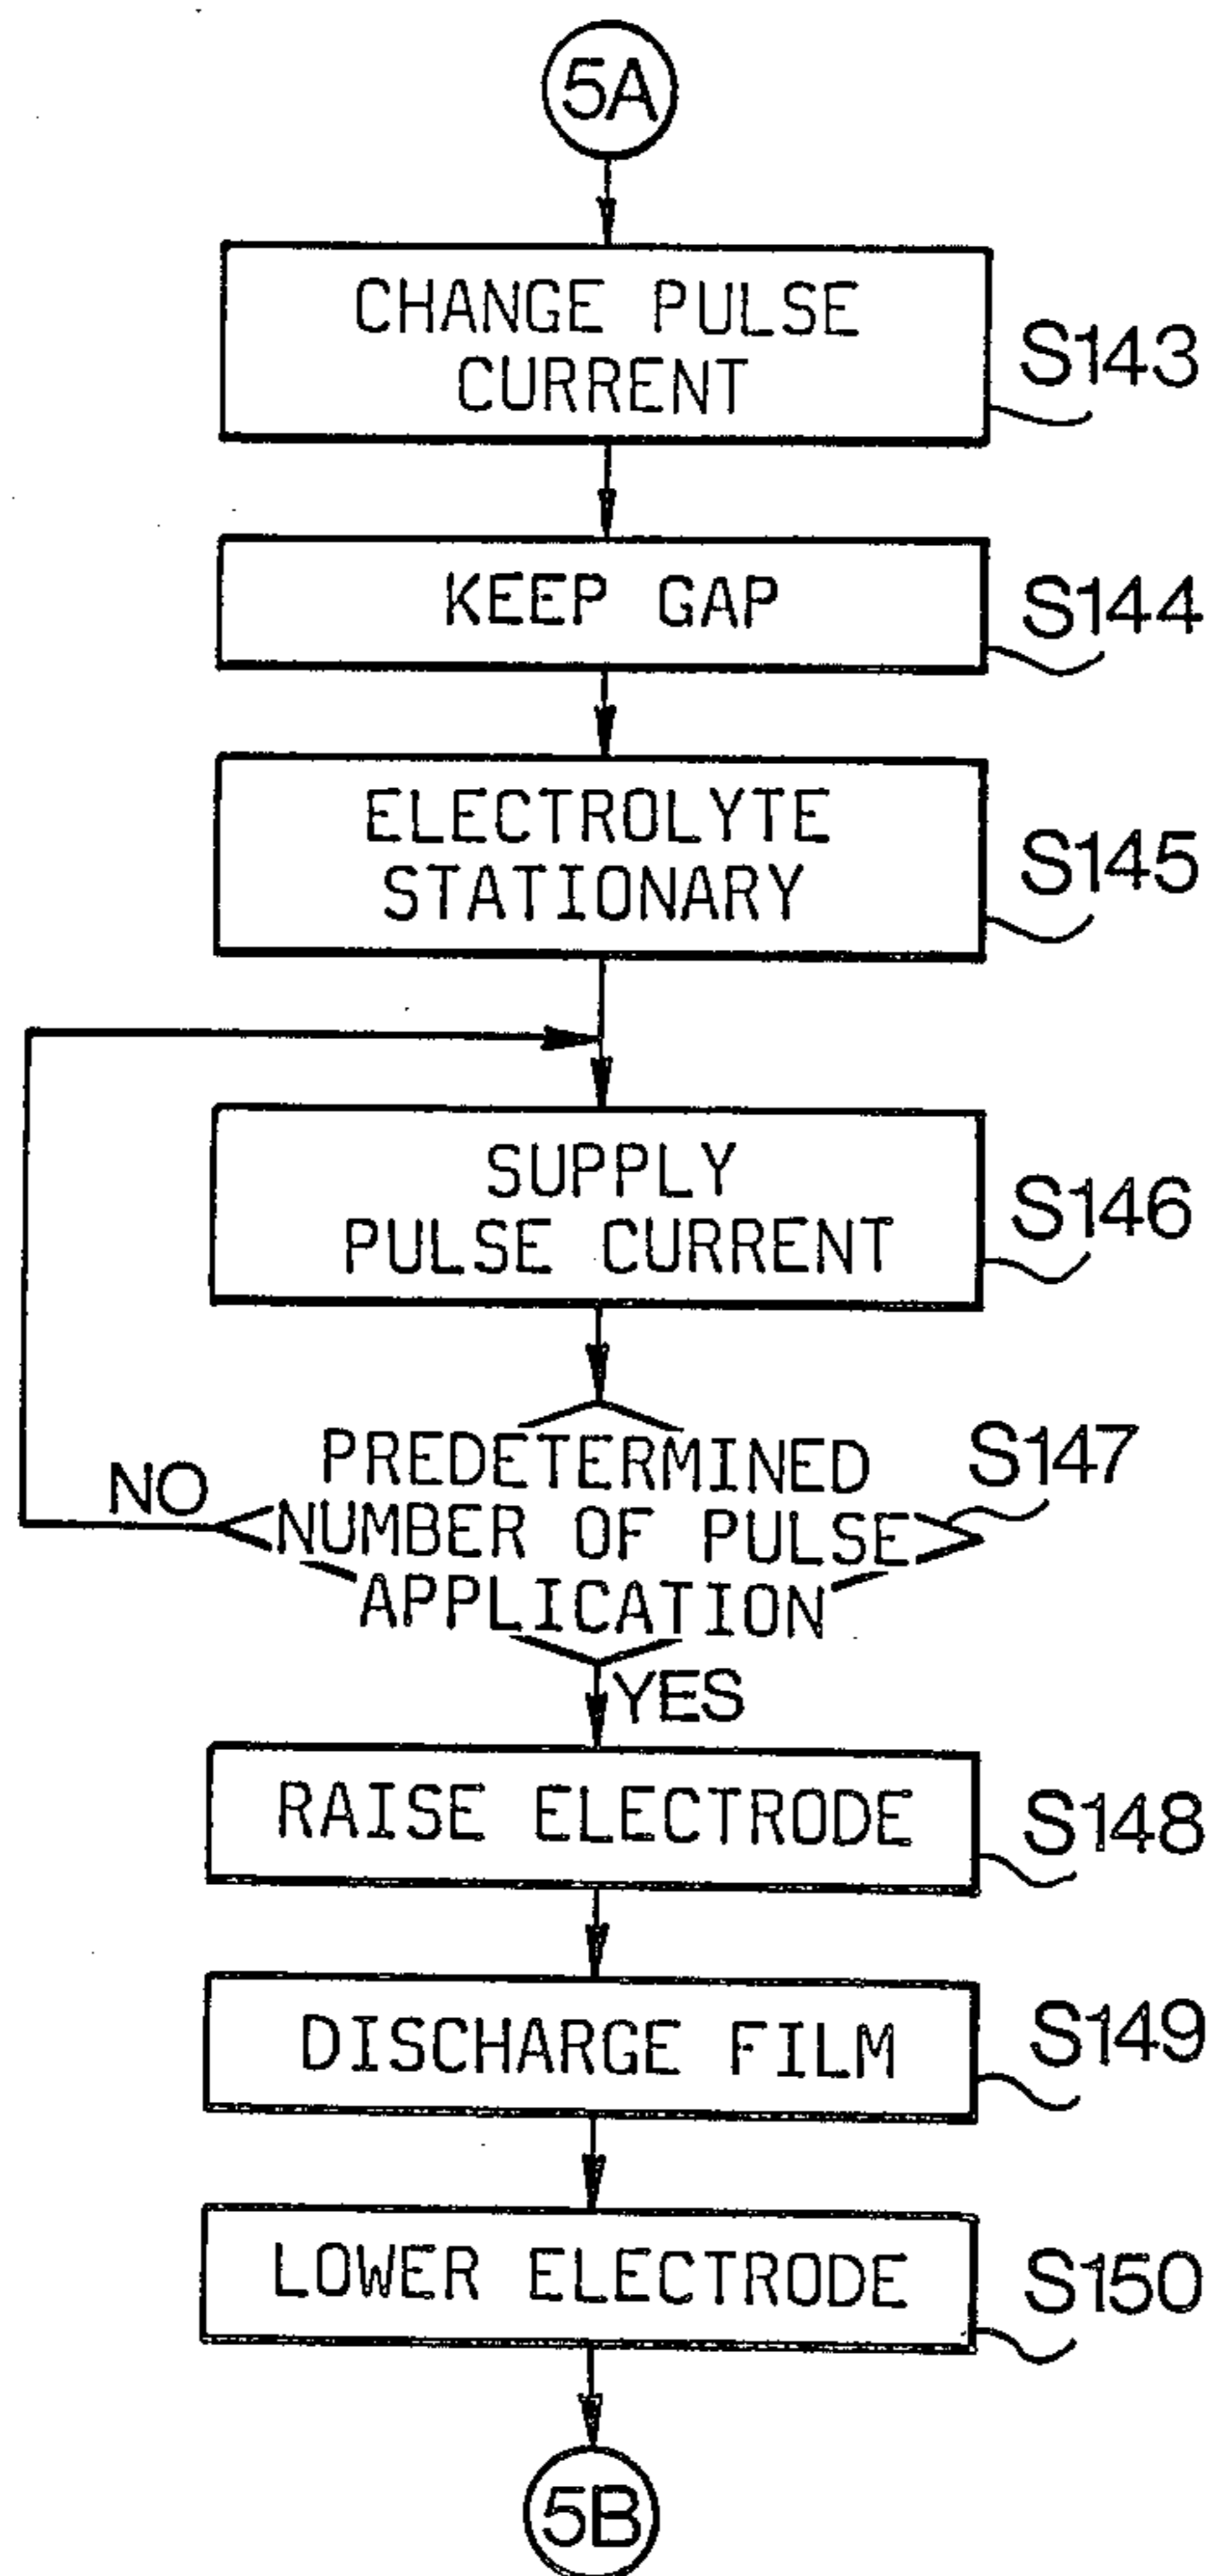 5A
CHANGE PULSE
CURRENT
S143
KEEP GAP
S144
ELECTROLYTE
STATIONARY
S145
SUPPLY
PULSE CURRENT
S146
PREDETERMINED
NUMBER OF PULSE
APPLICATION
S147
NO
YES
RAISE ELECTRODE
S148
DISCHARGE FILM
S149
LOWER ELECTRODE
S150
5B